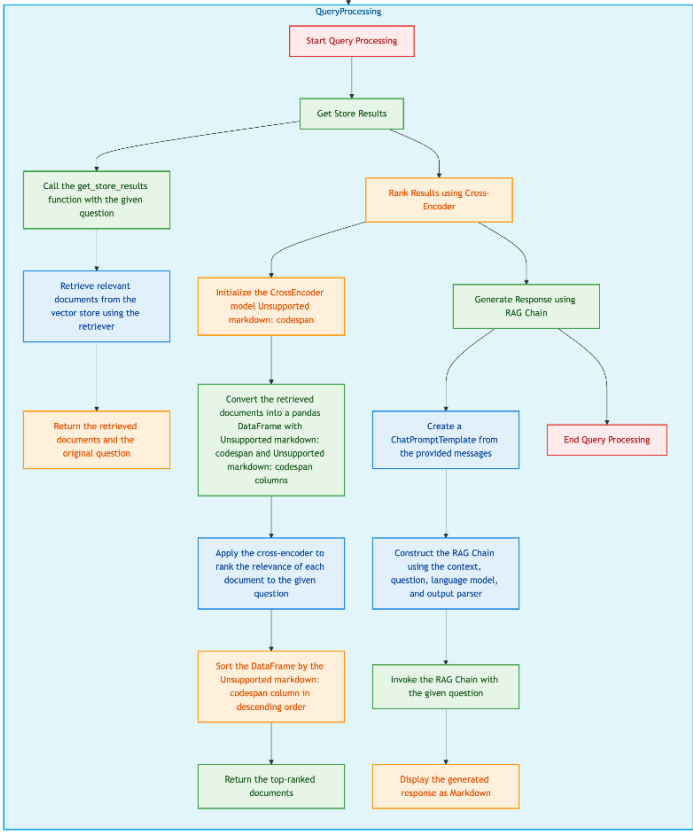 QueryProcessing
Start Query Processing
Get Store Results
Call the get_store_results
function with the given
question
Rank Results using Cross-
Encoder
Retrieve relevant
documents from the
vector store using the
retriever
Initialize the CrossEncoder
model Unsupported
markdown: codespan
Generate Response using
RAG Chain
Return the retrieved
documents and the
original question
Convert the retrieved
documents into a pandas
DataFrame with
Unsupported markdown:
codespan and Unsupported
markdown: codespan
columns
Create a
ChatPromptTemplate from
the provided messages
End Query Processing
Apply the cross-encoder to
rank the relevance of each
document to the given
question
Construct the RAG Chain
using the context,
question, language model,
and output parser
Sort the DataFrame by the
Unsupported markdown:
codespan column in
descending order
Invoke the RAG Chain with
the given question
Return the top-ranked
documents
Display the generated
response as Markdown